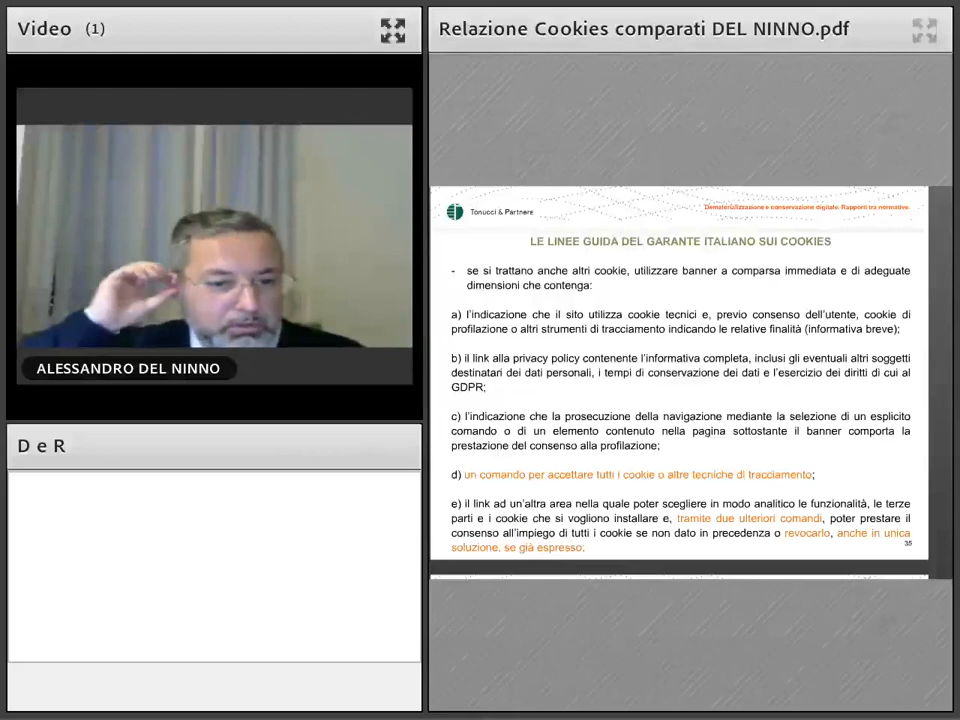 Video (1)
ALESSANDRO DEL NINNO
D e R
Relazione Cookies comparati DEL NINNO.pdf
Tonucci & Partners
Dematerializzazione e conservazione digitale. Rapporti tra normative.
LE LINEE GUIDA DEL GARANTE ITALIANO SUI COOKIES
- se si trattano anche altri cookie, utilizzare banner a comparsa immediata e di adeguate
dimensioni che contenga:
a) l'indicazione che il sito utilizza cookie tecnici e, previo consenso dell'utente, cookie di
profilazione o altri strumenti di tracciamento indicando le relative finalità (informativa breve);
b) il link alla privacy policy contenente l'informativa completa, inclusi gli eventuali altri soggetti
destinatari dei dati personali, i tempi di conservazione dei dati e l'esercizio dei diritti di cui al
GDPR;
c) l'indicazione che la prosecuzione della navigazione mediante la selezione di un esplicito
comando o di un elemento contenuto nella pagina sottostante il banner comporta la
prestazione del consenso alla profilazione;
d) un comando per accettare tutti i cookie o altre tecniche di tracciamento;
e) il link ad un'altra area nella quale poter scegliere in modo analitico le funzionalità, le terze
parti e i cookie che si vogliono installare e, tramite due ulteriori comandi, poter prestare il
consenso all'impiego di tutti i cookie se non dato in precedenza o revocarlo, anche in unica
soluzione, se già espresso;
35